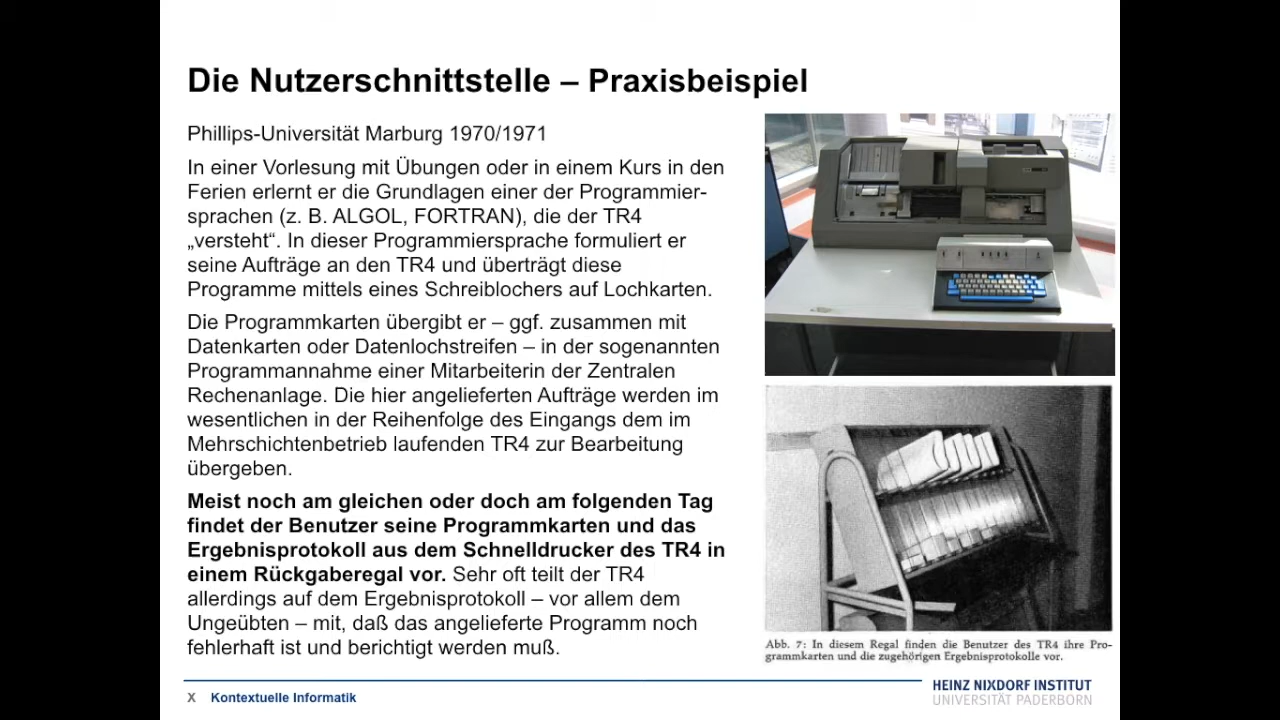 Die Nutzerschnittstelle – Praxisbeispiel
Phillips-Universität Marburg 1970/1971
In einer Vorlesung mit Übungen oder in einem Kurs in den
Ferien erlernt er die Grundlagen einer der Programmier-
sprachen (z. B. ALGOL, FORTRAN), die der TR4
„versteht“. In dieser Programmiersprache formuliert er
seine Aufträge an den TR4 und überträgt diese
Programme mittels eines Schreiblochers auf Lochkarten.
Die Programmkarten übergibt er – ggf. zusammen mit
Datenkarten oder Datenlochstreifen – in der sogenannten
Programmannahme einer Mitarbeiterin der Zentralen
Rechenanlage. Die hier angelieferten Aufträge werden im
wesentlichen in der Reihenfolge des Eingangs dem im
Mehrschichtenbetrieb laufenden TR4 zur Bearbeitung
übergeben.
Meist noch am gleichen oder doch am folgenden Tag
findet der Benutzer seine Programmkarten und das
Ergebnisprotokoll aus dem Schnelldrucker des TR4 in
einem Rückgaberegal vor. Sehr oft teilt der TR4
allerdings auf dem Ergebnisprotokoll – vor allem dem
Ungeübten – mit, daß das angelieferte Programm noch
fehlerhaft ist und berichtigt werden muß.
Abb. 7: In diesem Regal finden die Benutzer des TR4 ihre Pro-
grammkarten und die zugehörigen Ergebnisprotokolle vor.
X Kontextuelle Informatik
HEINZ NIXDORF INSTITUT
UNIVERSITÄT PADERBORN